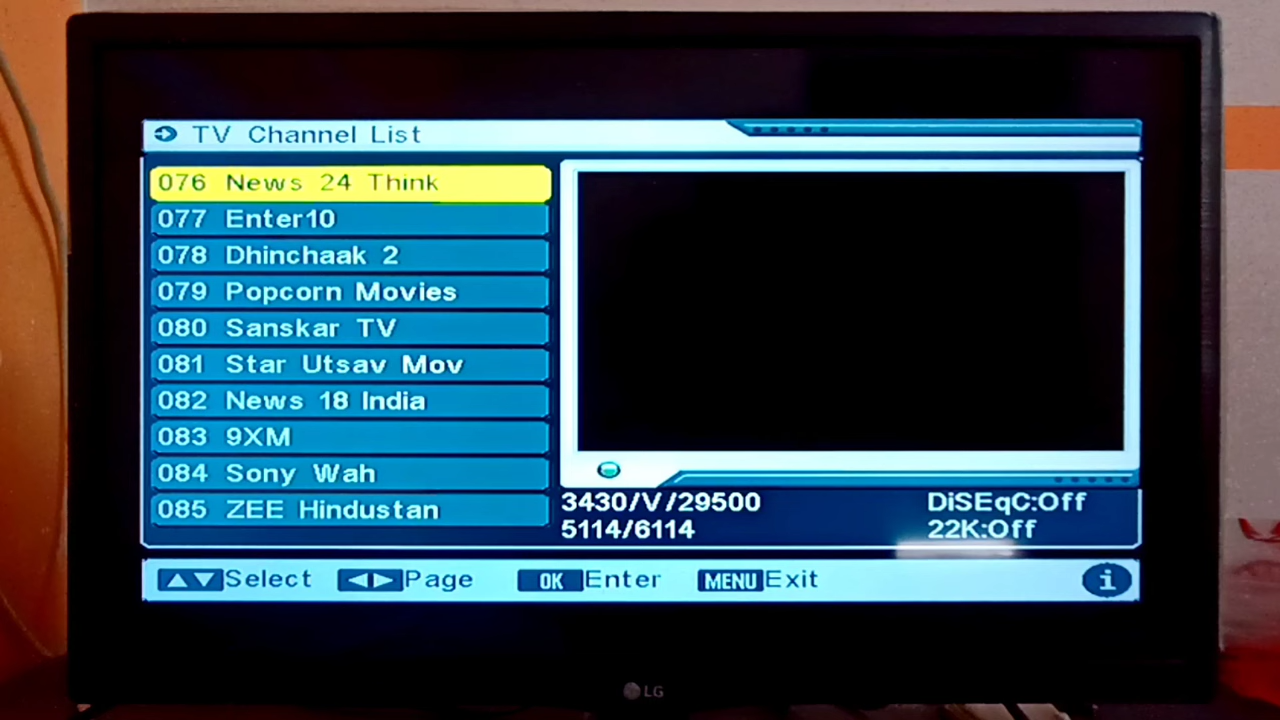 TV Channel List
076 News 24 Think
077 Enter10
078 Dhinchaak 2
079 Popcorn Movies
080 Sanskar TV
081 Star Utsav Mov
082 News 18 India
083 9XM
084 Sony Wah
085 ZEE Hindustan
3430/V/29500 DiSEqC:Off
5114/6114 22K:Off
Select Page OK Enter MENU Exit i
LG